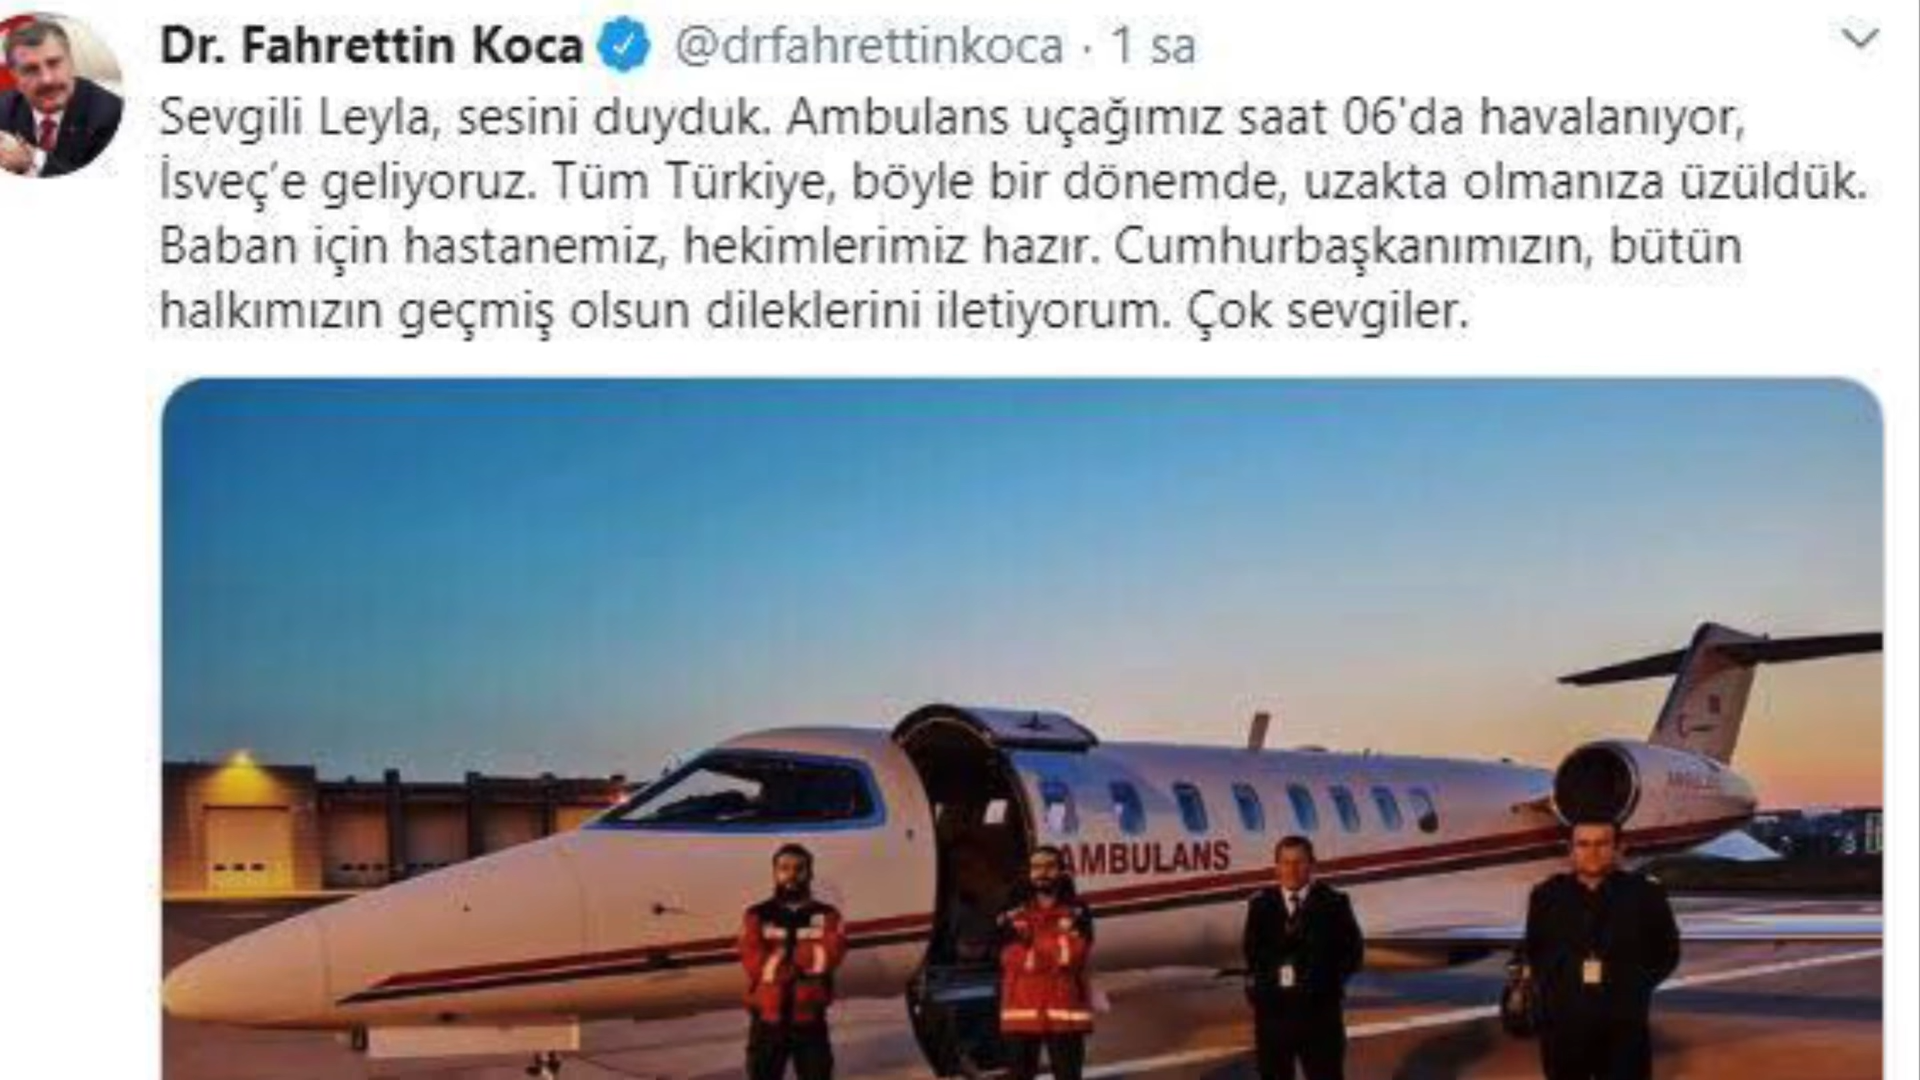 Dr. Fahrettin Koca @drfahrettinkoca · 1 sa
Sevgili Leyla, sesini duyduk. Ambulans uçağımız saat 06'da havalanıyor,
İsveç’e geliyoruz. Tüm Türkiye, böyle bir dönemde, uzakta olmanıza üzüldük.
Baban için hastanemiz, hekimlerimiz hazır. Cumhurbaşkanımızın, bütün
halkımızın geçmiş olsun dileklerini iletiyorum. Çok sevgiler.
AMBULANS